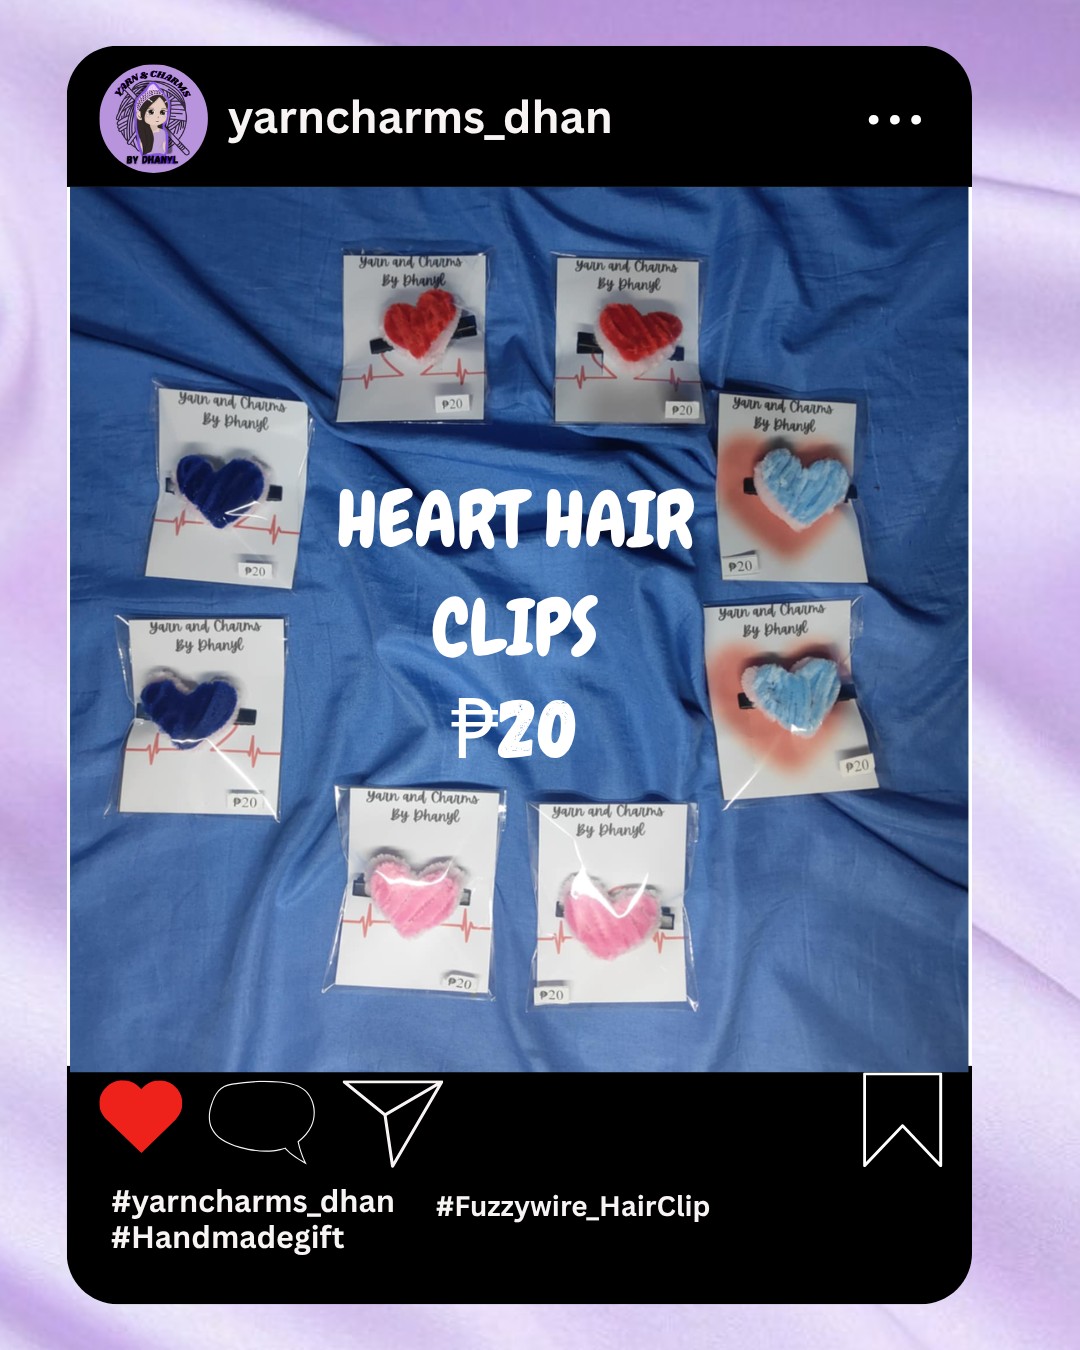 YARN & CHARMS
BY DHANYL
yarncharms_dhan
Yarn and Charms
By Dhanyl
₱20
Yarn and Charms
By Dhanyl
₱20
Yarn and Charms
By Dhanyl
₱20
Yarn and Charms
By Dhanyl
₱20
HEART HAIR
CLIPS
₱20
Yarn and Charms
By Dhanyl
₱20
Yarn and Charms
By Dhanyl
₱20
Yarn and Charms
By Dhanyl
₱20
Yarn and Charms
By Dhanyl
₱20
#yarncharms_dhan #Fuzzywire_HairClip
#Handmadegift